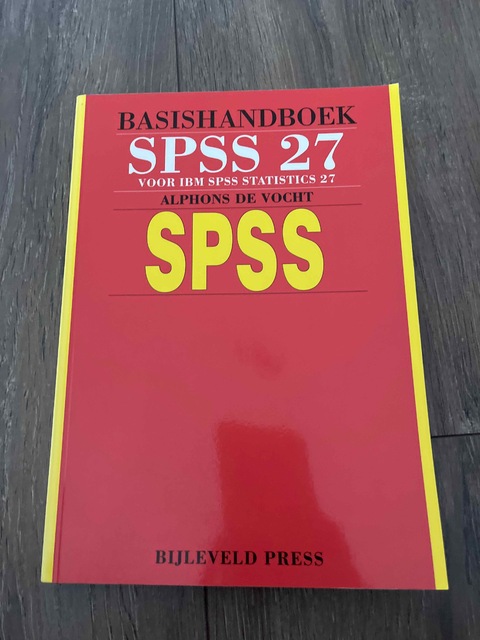 BASISHANDBOEK
SPSS 27
VOOR IBM SPSS STATISTICS 27
ALPHONS DE VOCHT
SPSS
BIJLEVELD PRESS